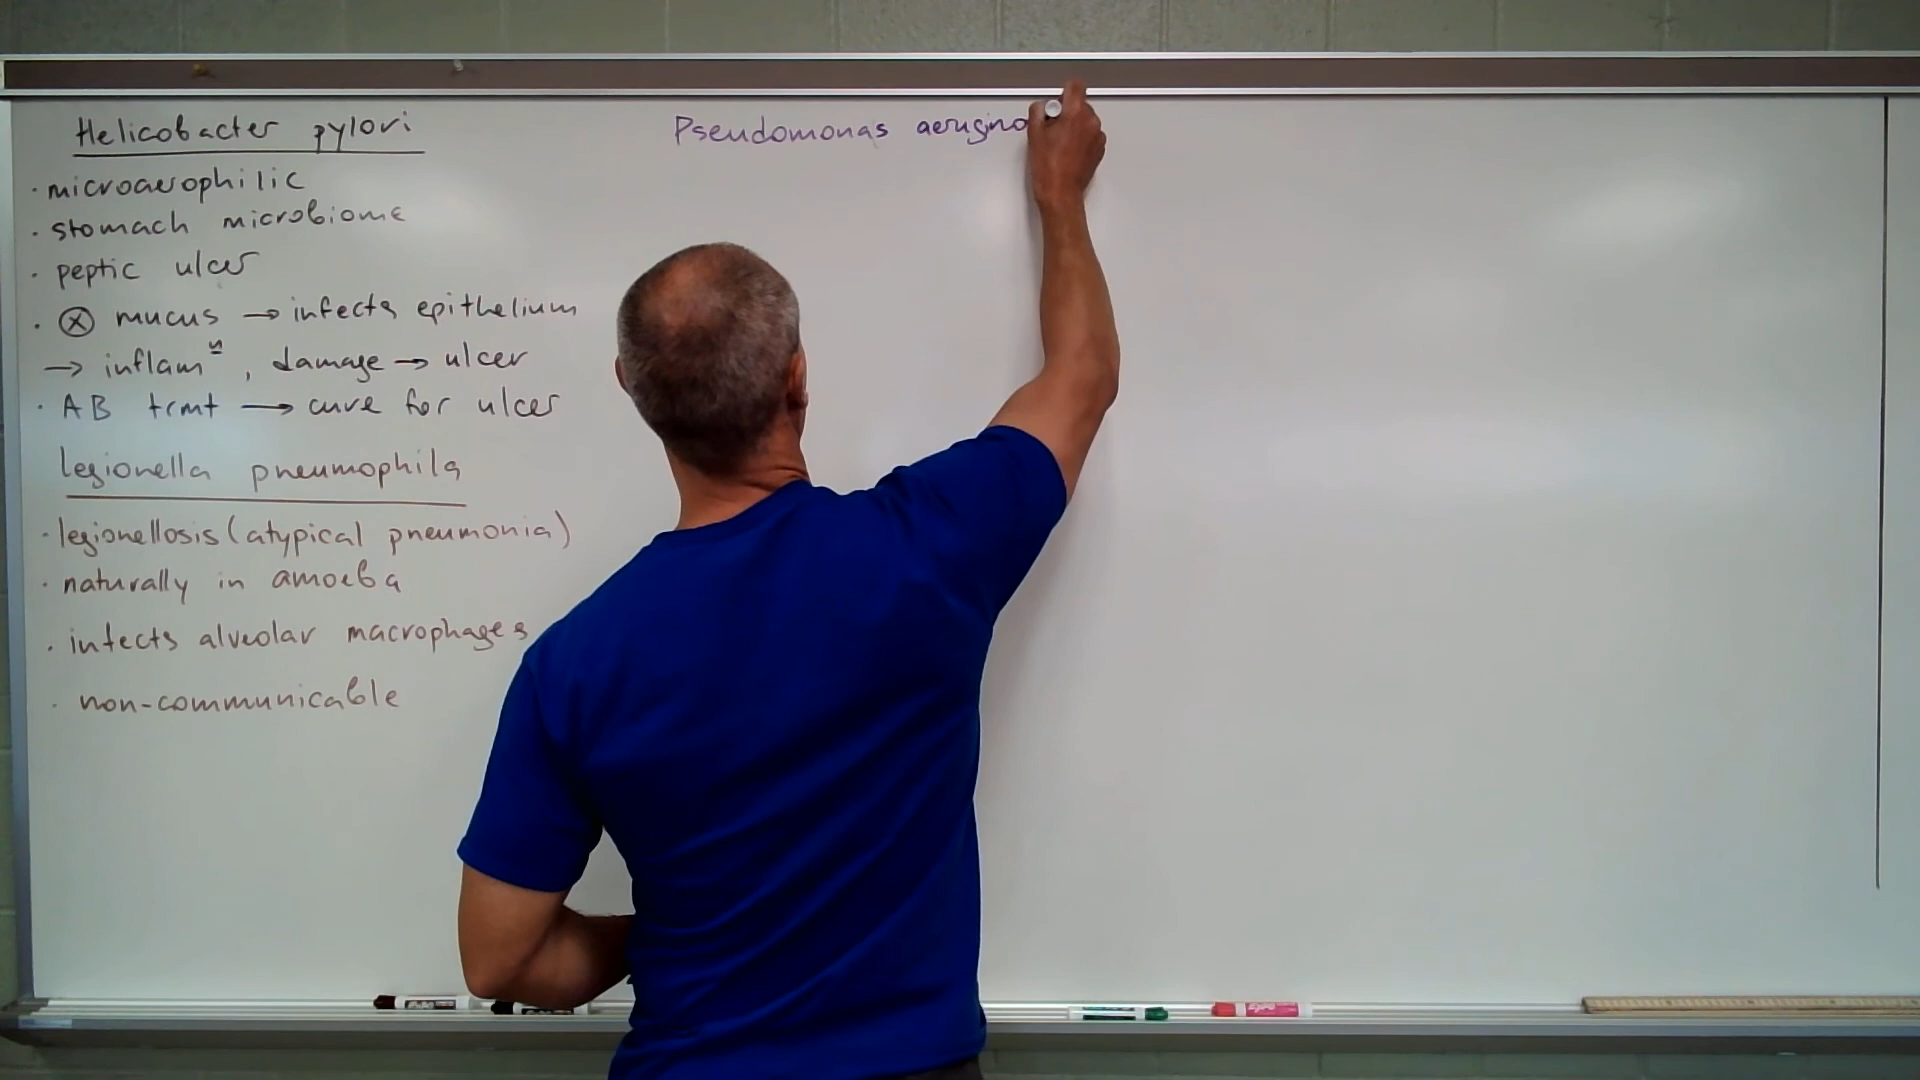 Helicobacter pylori
· microaerophilic
· stomach microbiome
· peptic ulcer
· ⓧ mucus → infects epithelium
→ inflamⁿ, damage → ulcer
· AB trmt → cure for ulcer
Legionella pneumophila
· legionellosis (atypical pneumonia)
· naturally in amoeba
· infects alveolar macrophages
· non-communicable
Pseudomonas aerugino